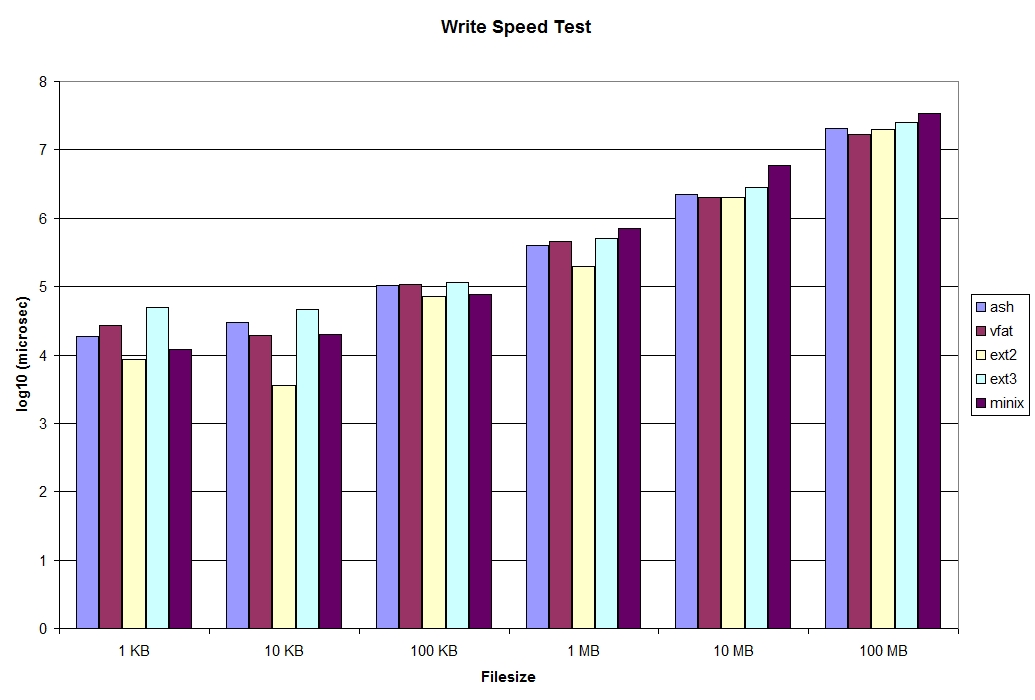 Write Speed Test
8
7
6
5
4
3
2
1
0
log10 (microsec)
1 KB 10 KB 100 KB 1 MB 10 MB 100 MB
Filesize
ash
vfat
ext2
ext3
minix